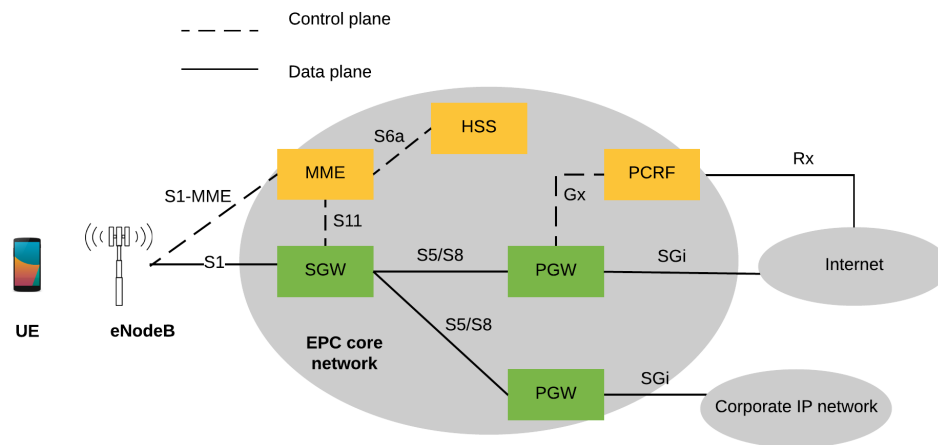 Control plane
Data plane
HSS
S6a
MME
PCRF
Rx
S1-MME
Gx
S11
S1
SGW
S5/S8
PGW
SGi
Internet
UE
eNodeB
S5/S8
EPC core
network
PGW
SGi
Corporate IP network